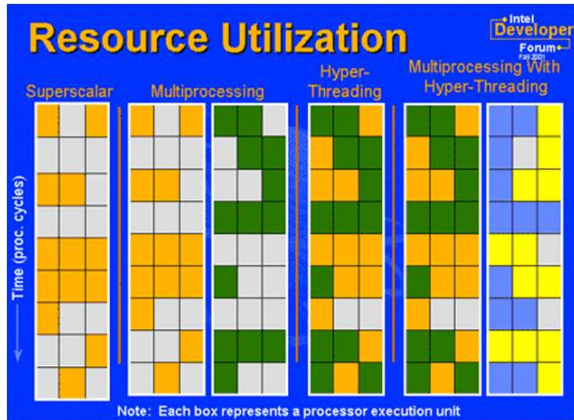 Resource Utilization
Intel
Developer
Forum
Fall 2001
Superscalar
Multiprocessing
Hyper-
Threading
Multiprocessing With
Hyper-Threading
Time (proc. cycles)
Note: Each box represents a processor execution unit